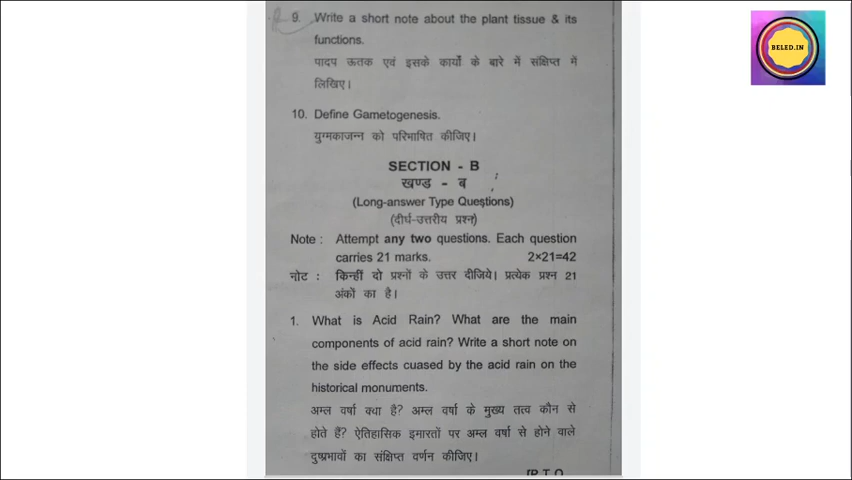 9. Write a short note about the plant tissue & its
functions.
पादप ऊतक एवं इसके कार्यों के बारे में संक्षिप्त में
लिखिए।
10. Define Gametogenesis.
युग्मकाजन्न को परिभाषित कीजिए।
SECTION - B
खण्ड - ब
(Long-answer Type Questions)
(दीर्घ-उत्तरीय प्रश्न)
Note : Attempt any two questions. Each question
carries 21 marks. 2×21=42
नोट : किन्हीं दो प्रश्नों के उत्तर दीजिये। प्रत्येक प्रश्न 21
अंकों का है।
1. What is Acid Rain? What are the main
components of acid rain? Write a short note on
the side effects cuased by the acid rain on the
historical monuments.
अम्ल वर्षा क्या है? अम्ल वर्षा के मुख्य तत्व कौन से
होते हैं? ऐतिहासिक इमारतों पर अम्ल वर्षा से होने वाले
दुष्प्रभावों का संक्षिप्त वर्णन कीजिए।
[P.T.O.
BELED.IN